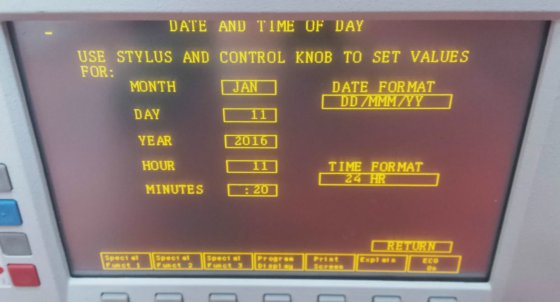 DATE AND TIME OF DAY
USE STYLUS AND CONTROL KNOB TO SET VALUES
FOR:
MONTH JAN DATE FORMAT
DD/MMM/YY
DAY 11
YEAR 2016
HOUR 11 TIME FORMAT
24 HR
MINUTES :20
RETURN
Special Funct 1 Special Funct 2 Special Funct 3 Program Display Print Screen Explain ECG On